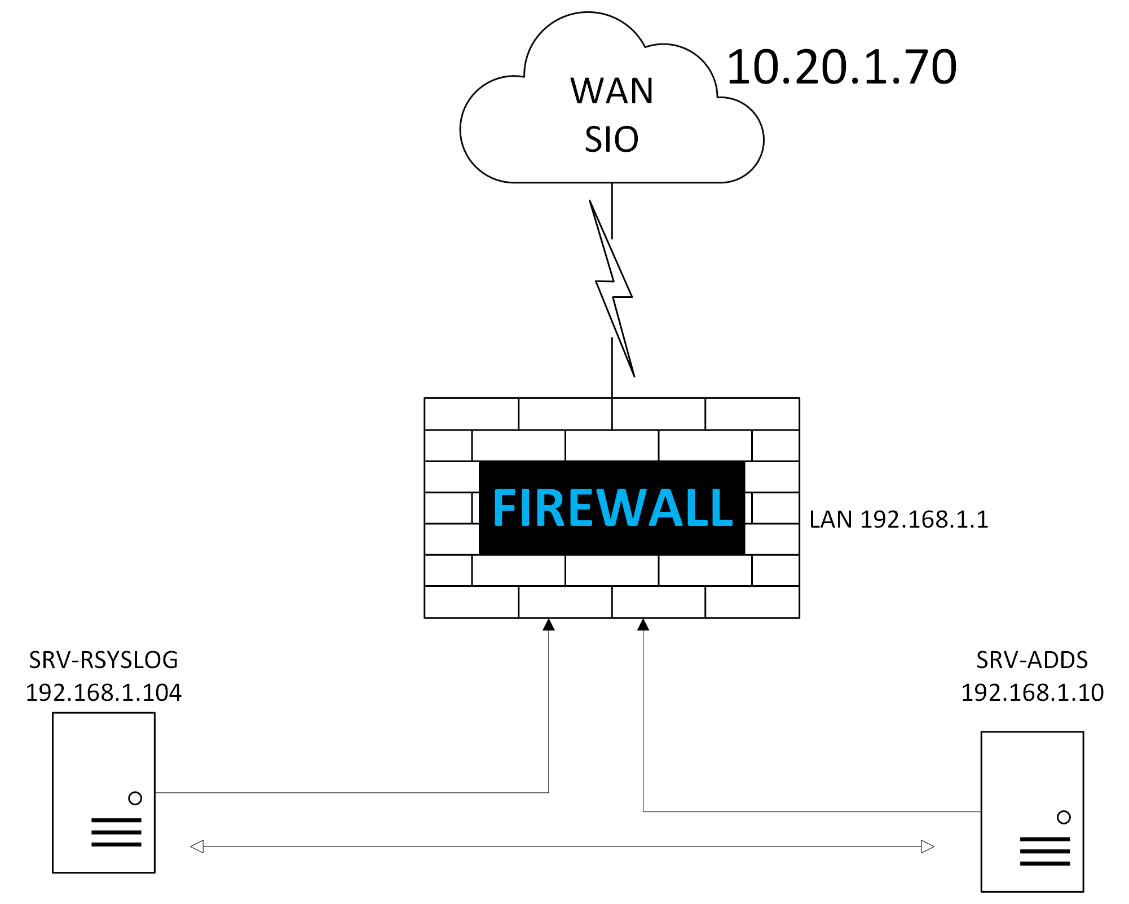 WAN
SIO
10.20.1.70
FIREWALL
LAN 192.168.1.1
SRV-RSYSLOG
192.168.1.104
SRV-ADDS
192.168.1.10